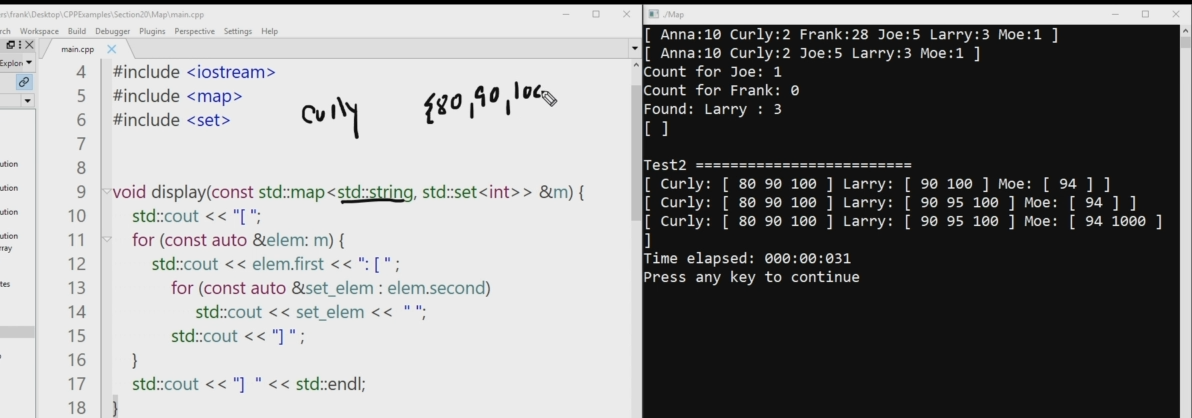 rs\frank\Desktop\CPPExamples\Section20\Map\main.cpp
rch Workspace Build Debugger Plugins Perspective Settings Help
main.cpp
Explon
ution
ution
ution
ution
rray
tes
4 #include <iostream>
5 #include <map>
6 #include <set>
curly {80,90,100
7
8
9 void display(const std::map<std::string, std::set<int>> &m) {
10 std::cout << "[ ";
11 for (const auto &elem: m) {
12 std::cout << elem.first << ": [ " ;
13 for (const auto &set_elem : elem.second)
14 std::cout << set_elem << " ";
15 std::cout << "] " ;
16 }
17 std::cout << "] " << std::endl;
18 }
./Map
[ Anna:10 Curly:2 Frank:28 Joe:5 Larry:3 Moe:1 ]
[ Anna:10 Curly:2 Joe:5 Larry:3 Moe:1 ]
Count for Joe: 1
Count for Frank: 0
Found: Larry : 3
[ ]
Test2 =========================
[ Curly: [ 80 90 100 ] Larry: [ 90 100 ] Moe: [ 94 ] ]
[ Curly: [ 80 90 100 ] Larry: [ 90 95 100 ] Moe: [ 94 ] ]
[ Curly: [ 80 90 100 ] Larry: [ 90 95 100 ] Moe: [ 94 1000 ]
]
Time elapsed: 000:00:031
Press any key to continue